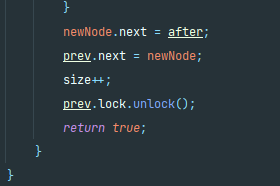 }
newNode.next = after;
prev.next = newNode;
size++;
prev.lock.unlock();
return true;
}
}